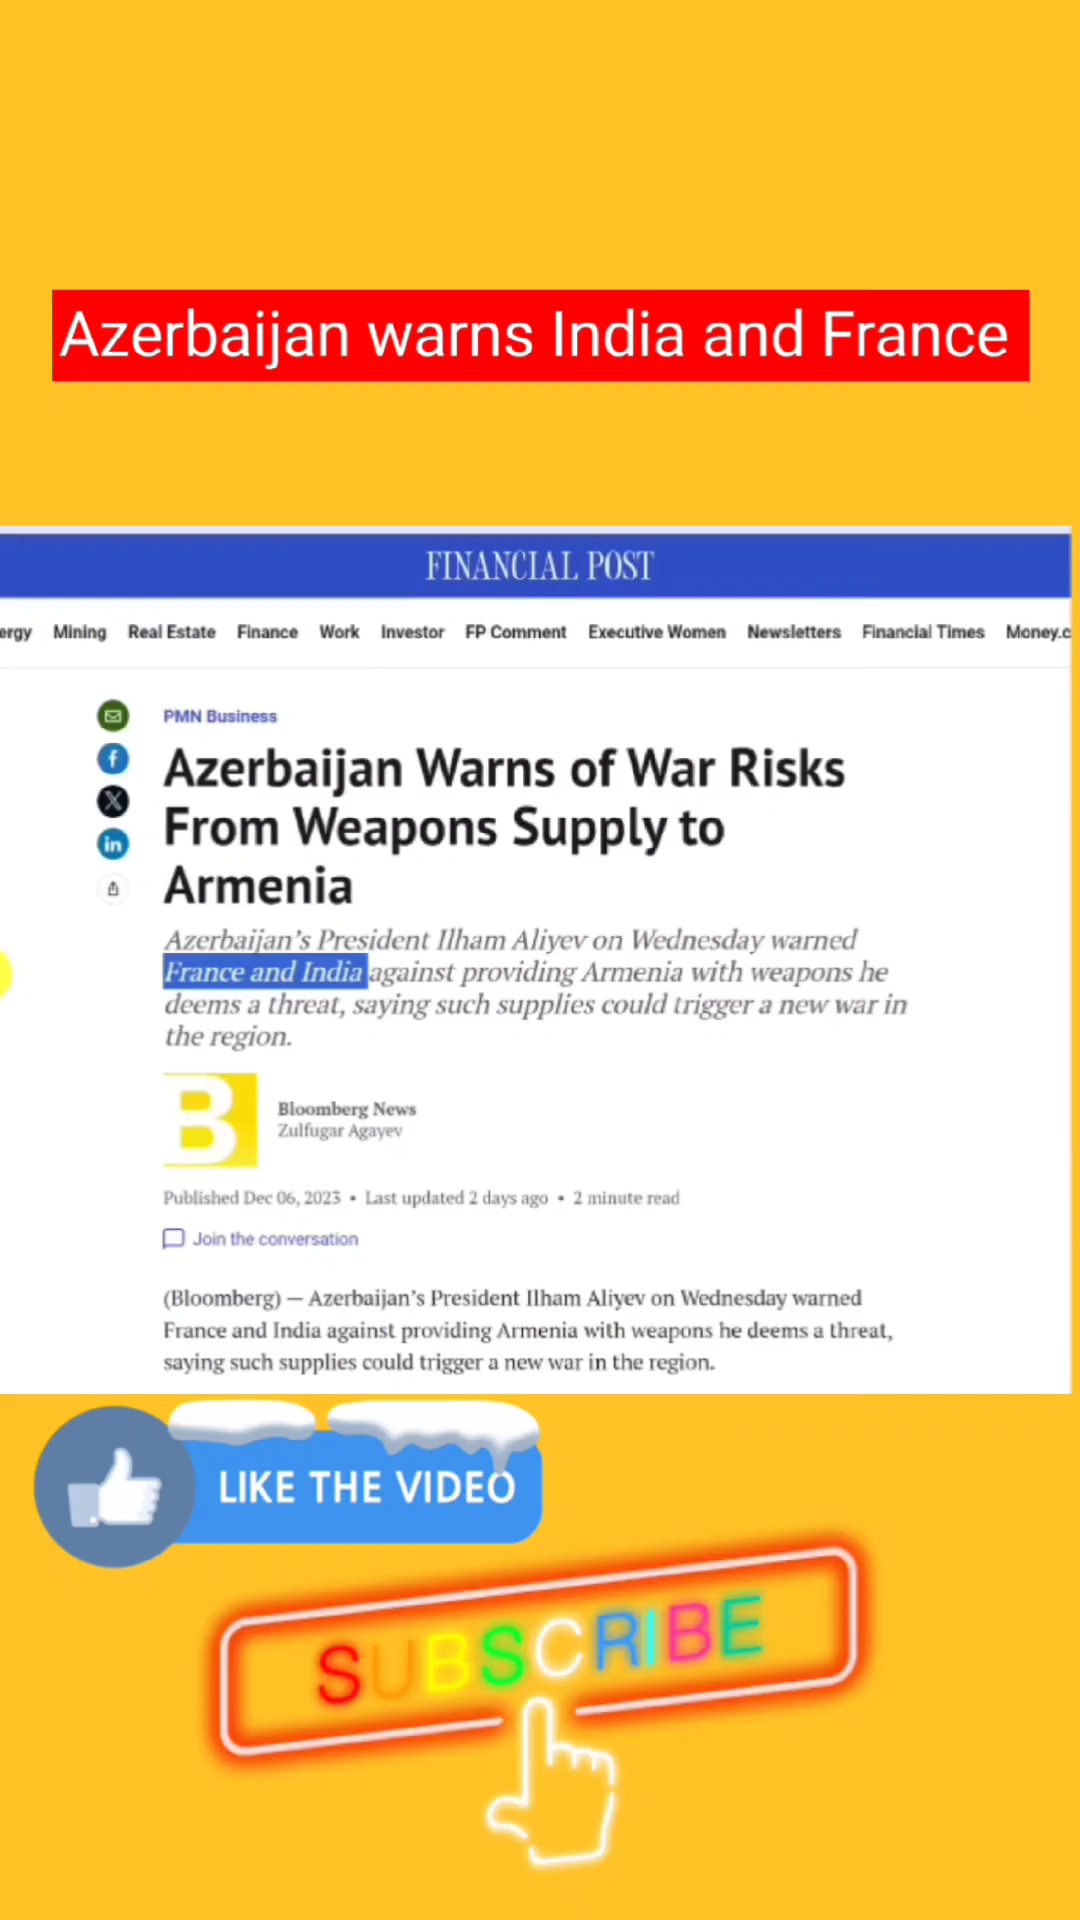 Azerbaijan warns India and France
FINANCIAL POST
ergy Mining Real Estate Finance Work Investor FP Comment Executive Women Newsletters Financial Times Money.c
PMN Business
Azerbaijan Warns of War Risks
From Weapons Supply to
Armenia
Azerbaijan's President Ilham Aliyev on Wednesday warned
France and India against providing Armenia with weapons he
deems a threat, saying such supplies could trigger a new war in
the region.
B
Bloomberg News
Zulfugar Agayev
Published Dec 06, 2023 • Last updated 2 days ago • 2 minute read
Join the conversation
(Bloomberg) — Azerbaijan's President Ilham Aliyev on Wednesday warned
France and India against providing Armenia with weapons he deems a threat,
saying such supplies could trigger a new war in the region.
LIKE THE VIDEO
SUBSCRIBE